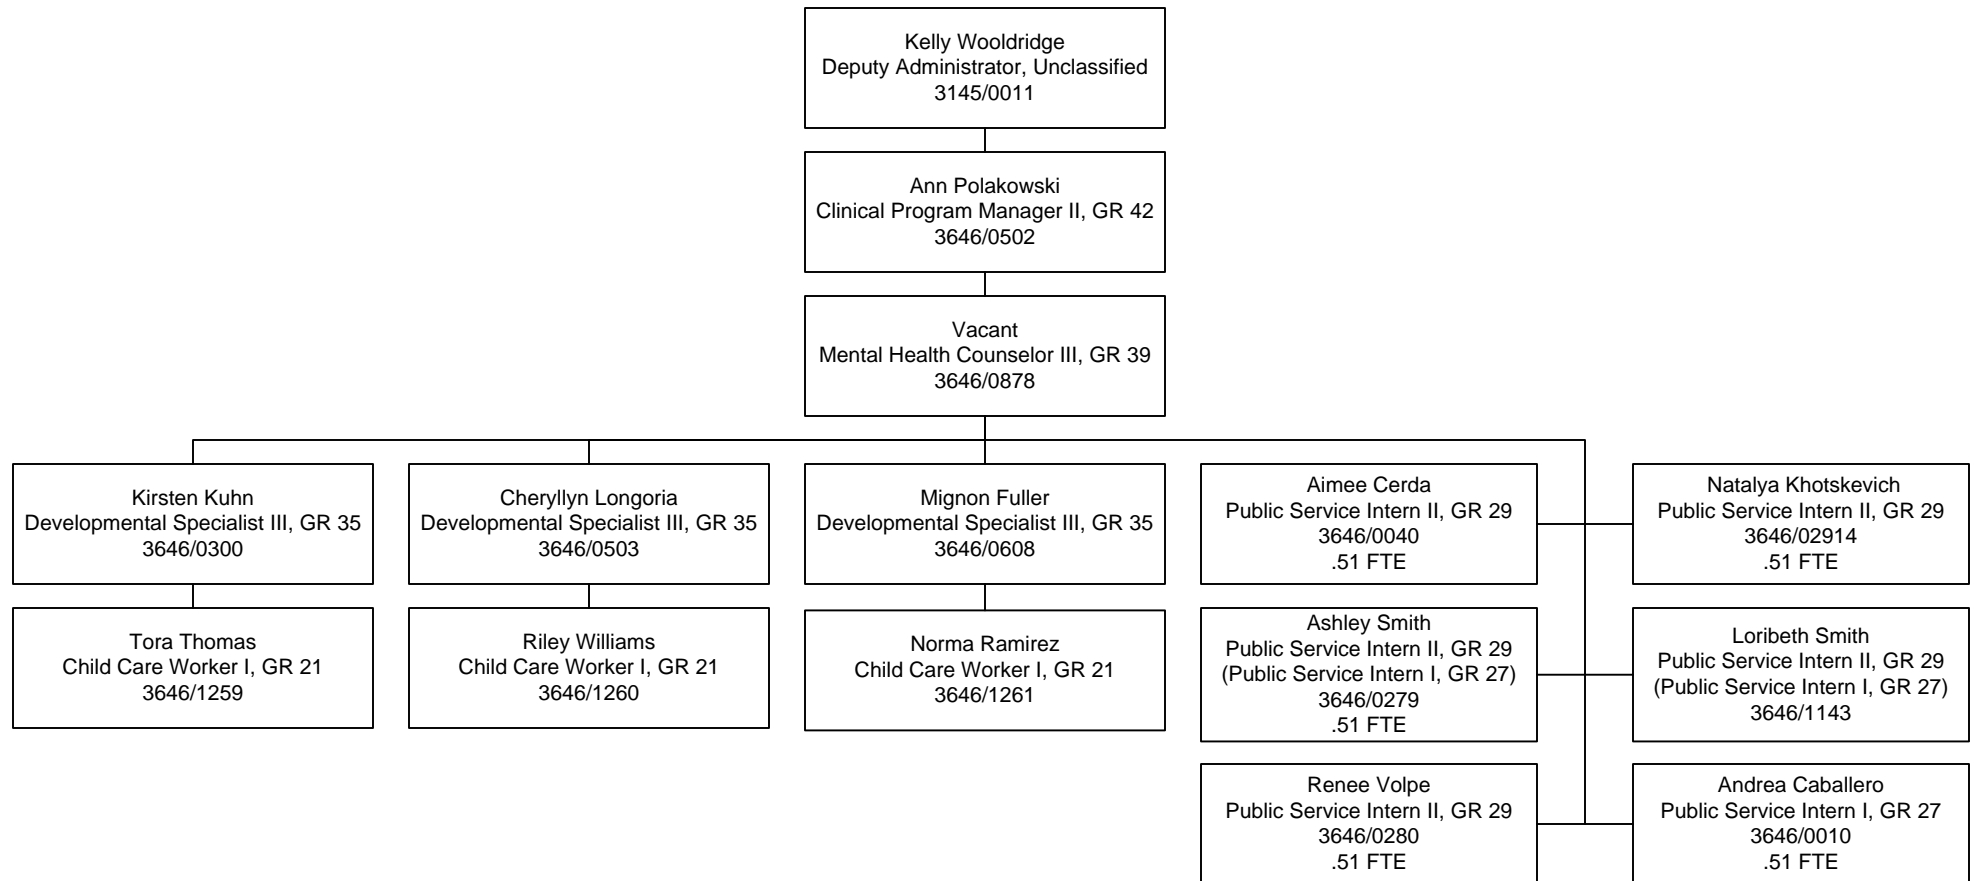 Kelly Wooldridge
Deputy Administrator, Unclassified
3145/0011
Ann Polakowski
Clinical Program Manager II, GR 42
3646/0502
Vacant
Mental Health Counselor III, GR 39
3646/0878
Kirsten Kuhn
Developmental Specialist III, GR 35
3646/0300
Cheryllyn Longoria
Developmental Specialist III, GR 35
3646/0503
Mignon Fuller
Developmental Specialist III, GR 35
3646/0608
Aimee Cerda
Public Service Intern II, GR 29
3646/0040
.51 FTE
Natalya Khotskevich
Public Service Intern II, GR 29
3646/02914
.51 FTE
Tora Thomas
Child Care Worker I, GR 21
3646/1259
Riley Williams
Child Care Worker I, GR 21
3646/1260
Norma Ramirez
Child Care Worker I, GR 21
3646/1261
Ashley Smith
Public Service Intern II, GR 29
(Public Service Intern I, GR 27)
3646/0279
.51 FTE
Loribeth Smith
Public Service Intern II, GR 29
(Public Service Intern I, GR 27)
3646/1143
Renee Volpe
Public Service Intern II, GR 29
3646/0280
.51 FTE
Andrea Caballero
Public Service Intern I, GR 27
3646/0010
.51 FTE